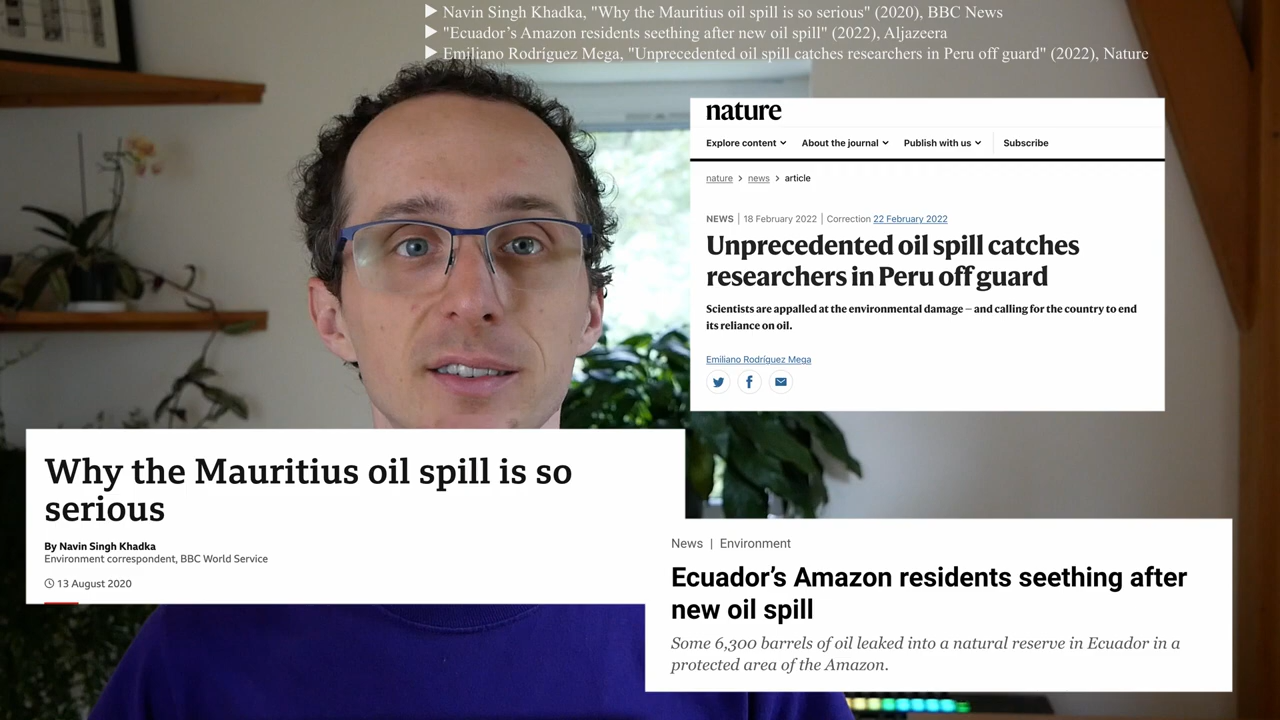 ▶ Navin Singh Khadka, "Why the Mauritius oil spill is so serious" (2020), BBC News
▶ "Ecuador’s Amazon residents seething after new oil spill" (2022), Aljazeera
▶ Emiliano Rodríguez Mega, "Unprecedented oil spill catches researchers in Peru off guard" (2022), Nature
nature
Explore content About the journal Publish with us Subscribe
nature > news > article
NEWS | 18 February 2022 | Correction 22 February 2022
Unprecedented oil spill catches
researchers in Peru off guard
Scientists are appalled at the environmental damage — and calling for the country to end
its reliance on oil.
Emiliano Rodríguez Mega
Why the Mauritius oil spill is so
serious
By Navin Singh Khadka
Environment correspondent, BBC World Service
13 August 2020
News | Environment
Ecuador’s Amazon residents seething after
new oil spill
Some 6,300 barrels of oil leaked into a natural reserve in Ecuador in a
protected area of the Amazon.